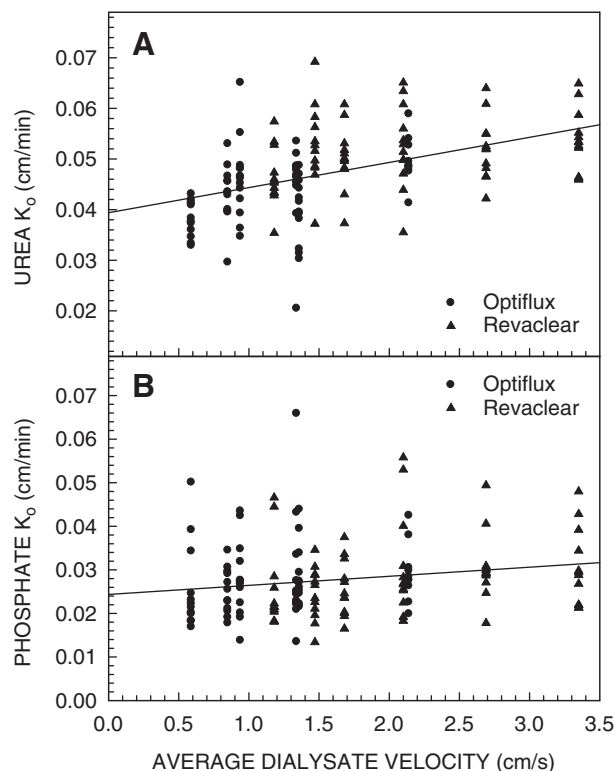 A
0.07
0.06
0.05
0.04
0.03
0.02
UREA Ko (cm/min)
Optiflux
Revaclear
B
Optiflux
Revaclear
0.07
0.06
0.05
0.04
0.03
0.02
0.01
0.00
PHOSPHATE Ko (cm/min)
0.0 0.5 1.0 1.5 2.0 2.5 3.0 3.5
AVERAGE DIALYSATE VELOCITY (cm/s)